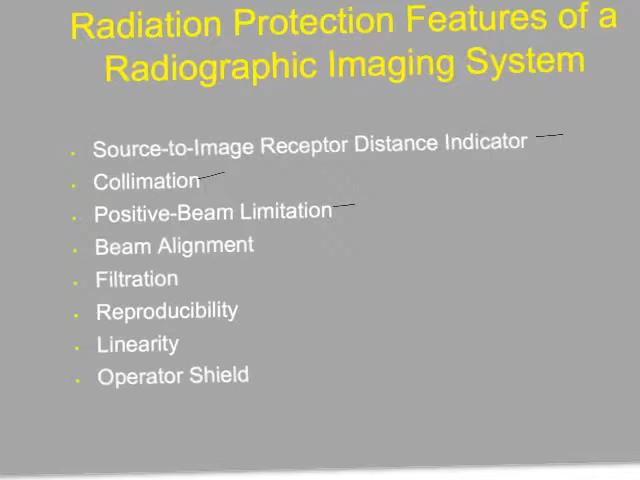 Radiation Protection Features of a
Radiographic Imaging System
• Source-to-Image Receptor Distance Indicator
• Collimation
• Positive-Beam Limitation
• Beam Alignment
• Filtration
• Reproducibility
• Linearity
• Operator Shield